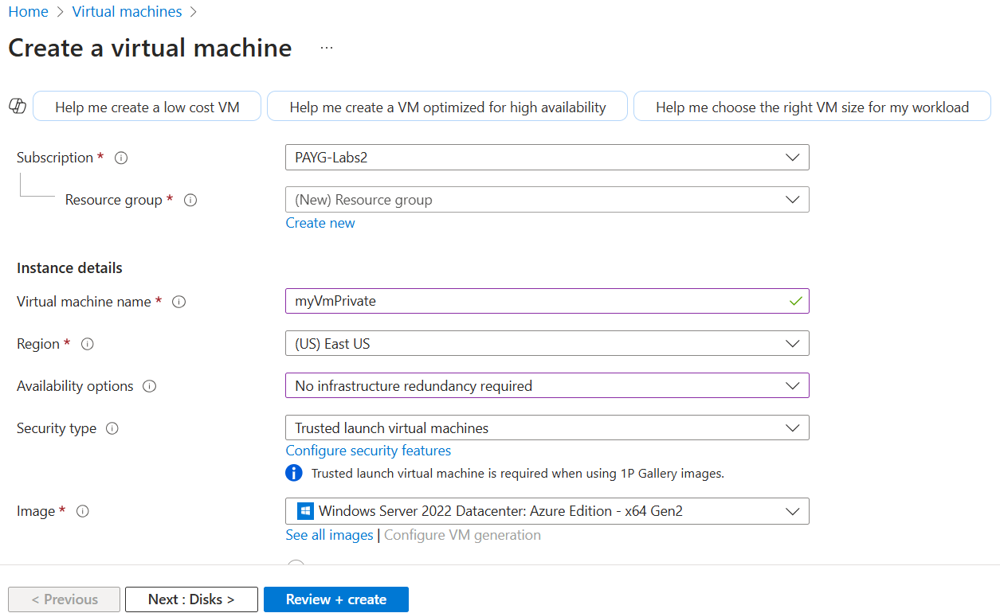 Home > Virtual machines >
Create a virtual machine ...
Help me create a low cost VM
Help me create a VM optimized for high availability
Help me choose the right VM size for my workload
Subscription *
PAYG-Labs2
Resource group *
(New) Resource group
Create new
Instance details
Virtual machine name *
myVmPrivate
Region *
(US) East US
Availability options
No infrastructure redundancy required
Security type
Trusted launch virtual machines
Configure security features
Trusted launch virtual machine is required when using 1P Gallery images.
Image *
Windows Server 2022 Datacenter: Azure Edition - x64 Gen2
See all images | Configure VM generation
< Previous
Next : Disks >
Review + create